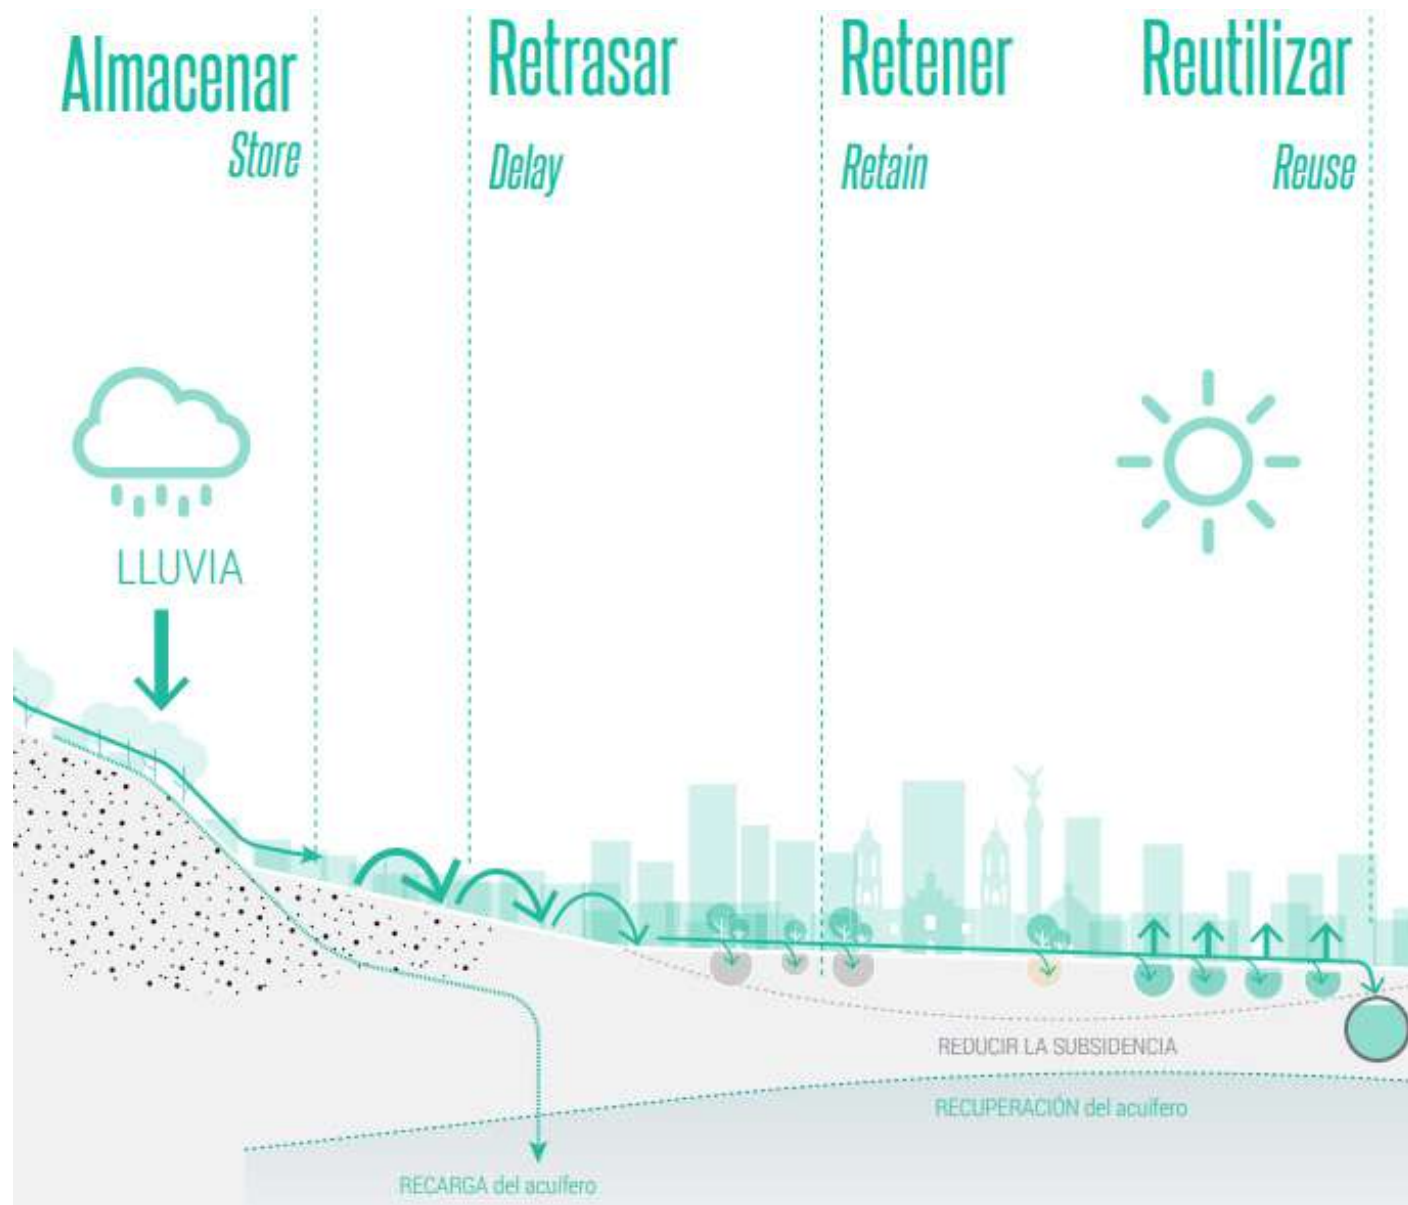 Almacenar
Store
Retrasar
Delay
Retener
Retain
Reutilizar
Reuse
LLUVIA
REDUCIR LA SUBSIDENCIA
RECUPERACIÓN del acuífero
RECARGA del acuífero